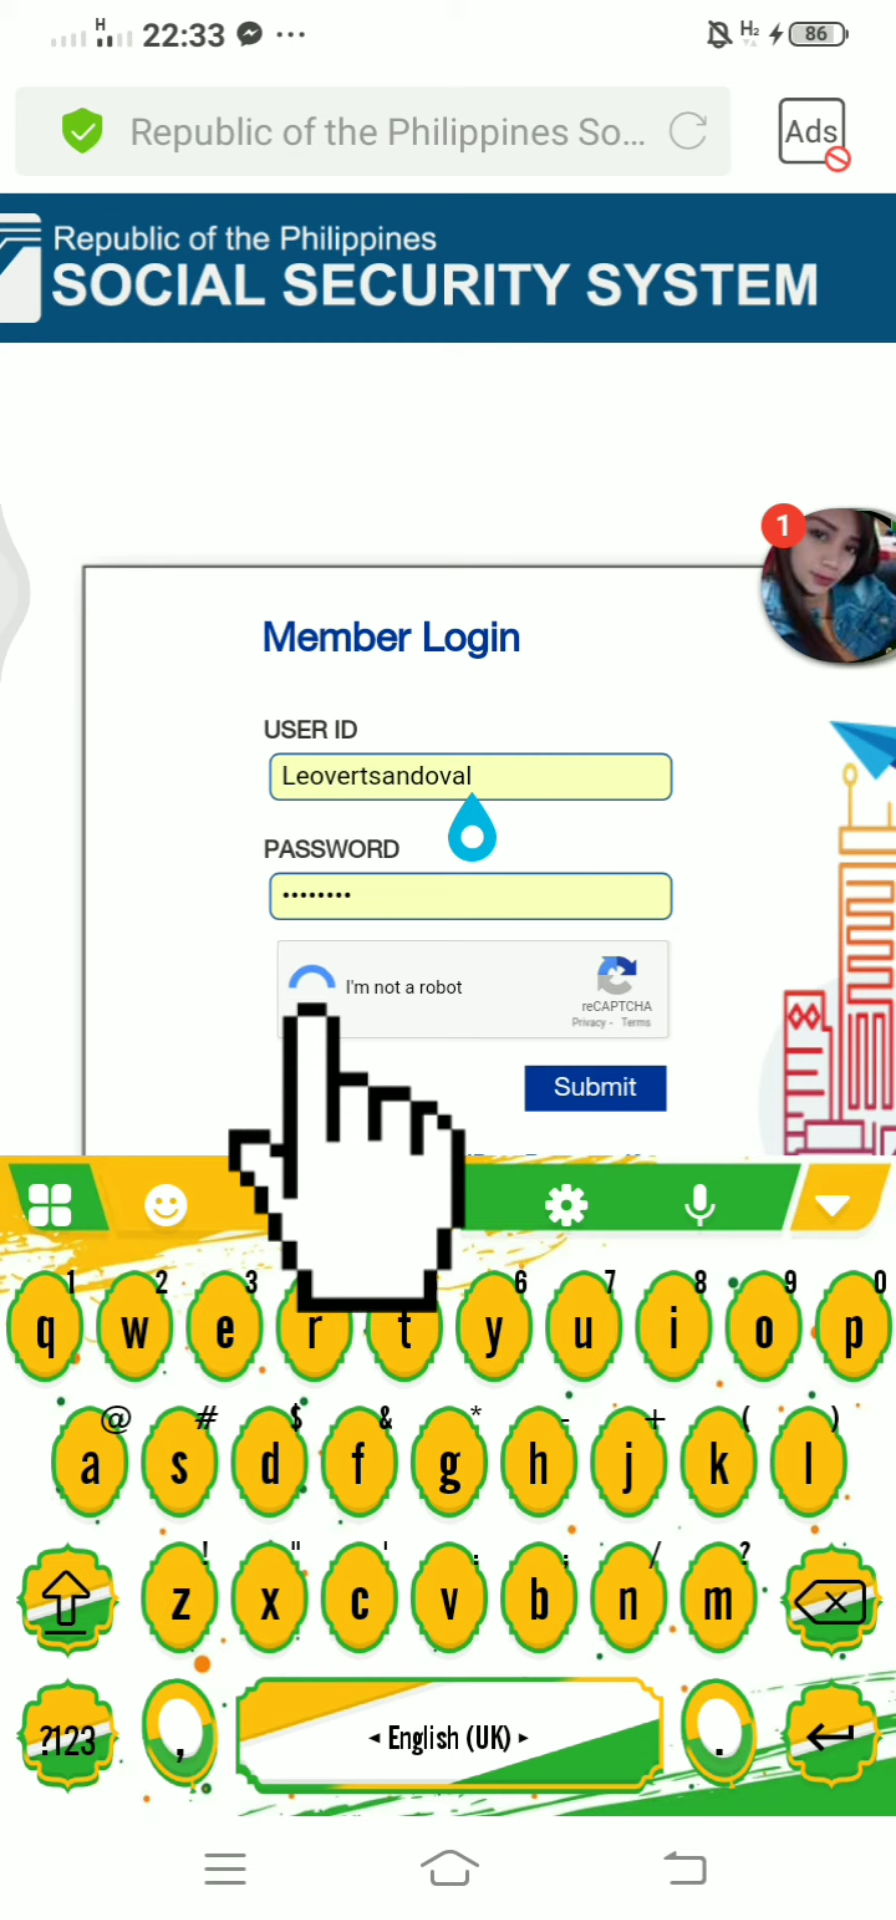 H 22:33 ... H2 86
Republic of the Philippines So... Ads
Republic of the Philippines
SOCIAL SECURITY SYSTEM
1
Member Login
USER ID
Leovertsandoval
PASSWORD
••••••••
I'm not a robot
reCAPTCHA
Privacy - Terms
Submit
1 2 3 6 7 8 9 0
q w e r t y u i o p
@ # $ & * - + ( )
a s d f g h j k l
! " ' : ; / ?
z x c v b n m
?123 , English (UK) .